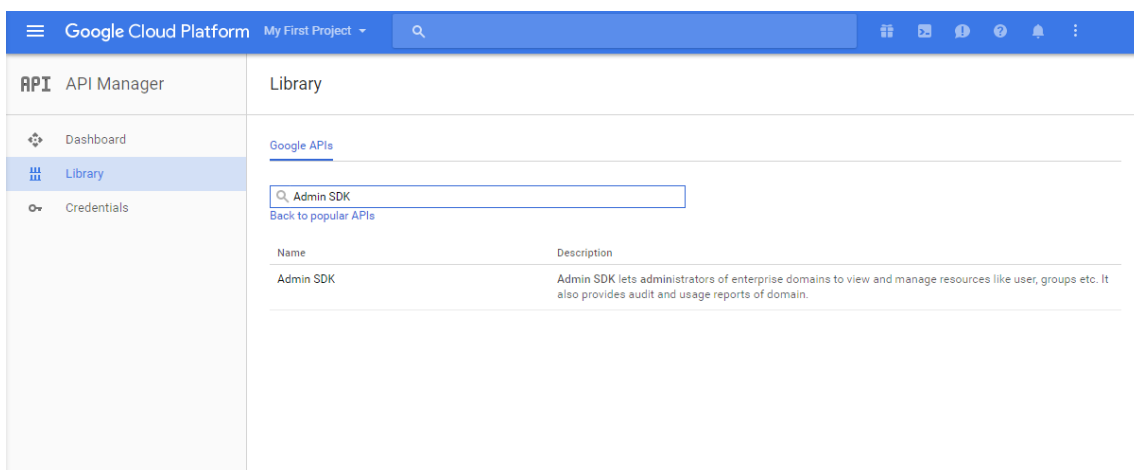 Google Cloud Platform My First Project
API API Manager
Library
Dashboard
Library
Credentials
Google APIs
Admin SDK
Back to popular APIs
Name Description
Admin SDK Admin SDK lets administrators of enterprise domains to view and manage resources like user, groups etc. It
also provides audit and usage reports of domain.